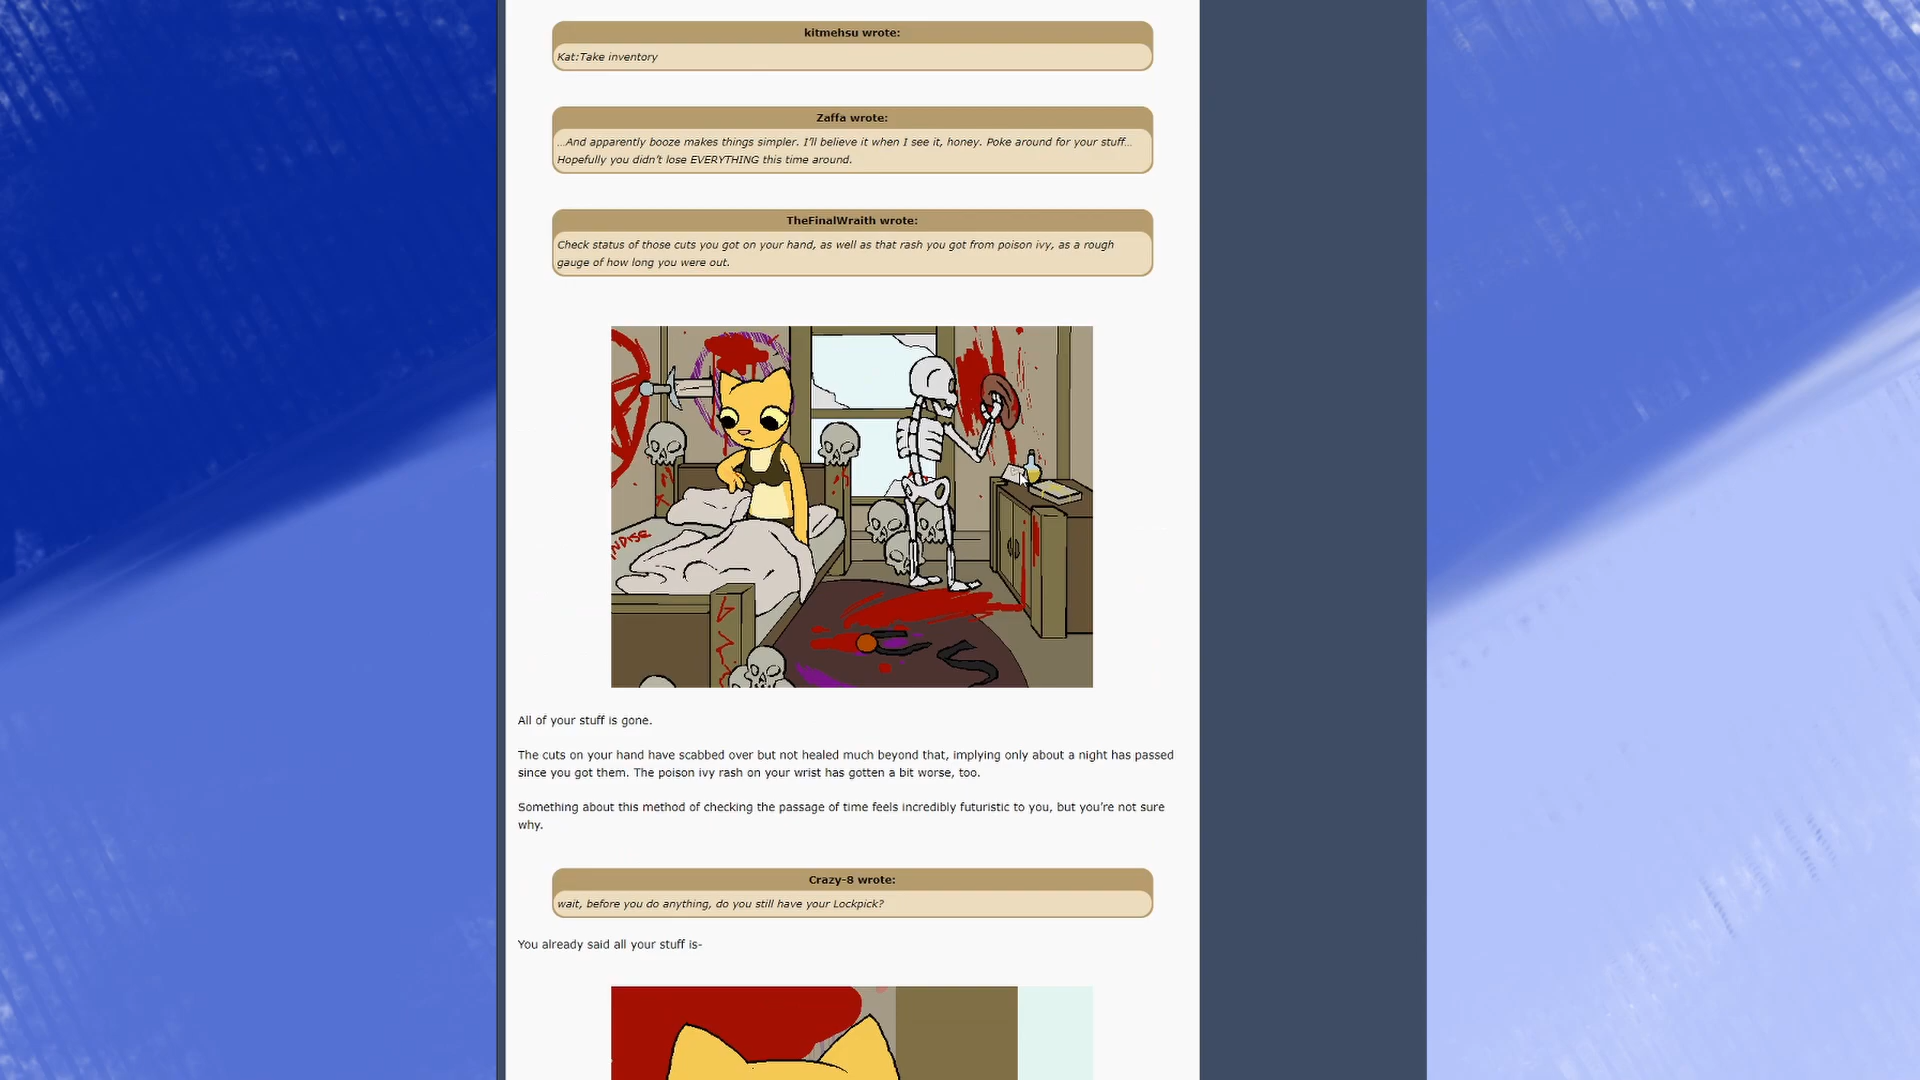 kitmehsu wrote:
Kat:Take inventory
Zaffa wrote:
...And apparently booze makes things simpler. I'll believe it when I see it, honey. Poke around for your stuff...
Hopefully you didn't lose EVERYTHING this time around.
TheFinalWraith wrote:
Check status of those cuts you got on your hand, as well as that rash you got from poison ivy, as a rough
gauge of how long you were out.
All of your stuff is gone.
The cuts on your hand have scabbed over but not healed much beyond that, implying only about a night has passed
since you got them. The poison ivy rash on your wrist has gotten a bit worse, too.
Something about this method of checking the passage of time feels incredibly futuristic to you, but you're not sure
why.
Crazy-8 wrote:
wait, before you do anything, do you still have your Lockpick?
You already said all your stuff is-